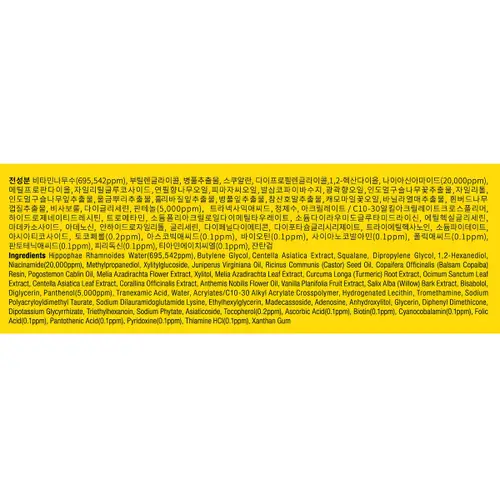 전성분 비타민나무수(695,542ppm), 부틸렌글라이콜, 병풀추출물, 스쿠알란, 다이프로필렌글라이콜,1,2-헥산다이올, 나이아신아마이드(20,000ppm),
메틸프로판다이올,자일리틸글루코사이드,연필향나무오일,피마자씨오일,발삼코파이바수지,광곽향오일,인도멀구슬나무꽃추출물,자일리톨,
인도멀구슬나무잎추출물,울금뿌리추출물,홀리바질잎추출물,병풀잎추출물,참산호말추출물,캐모마일꽃오일,바닐라열매추출물,흰버드나무
껍질추출물,비사보롤,다이글리세린,판테놀(5,000ppm), 트라넥사믹애씨드,정제수,아크릴레이트/C10-30알킬아크릴레이트크로스폴리머,
하이드로제네이티드레시틴,트로메타민,소듐폴리아크릴로일다이메틸타우레이트,소듐다이라우라미도글루타마이드라이신,에틸헥실글리세린,
마데카소사이드,아데노신,안하이드로자일리톨,글리세린,다이페닐다이메티콘,다이포타슘글리시리제이트,트라이에틸헥사노인,소듐파이테이트,
아시아티코사이드,토코페롤(0.2ppm),아스코빅애씨드(0.1ppm),바이오틴(0.1ppm),사이아노코발아민(0.1ppm),폴릭애씨드(0.1ppm),
판토테닉애씨드(0.1ppm),피리독신(0.1ppm),티아민에이치씨엘(0.1ppm),잔탄검
Ingredients Hippophae Rhamnoides Water(695,542ppm), Butylene Glycol, Centella Asiatica Extract, Squalane, Dipropylene Glycol, 1,2-Hexanediol,
Niacinamide(20,000ppm), Methylpropanediol, Xylitylglucoside, Juniperus Virginiana Oil, Ricinus Communis (Castor) Seed Oil, Copaifera Officinalis (Balsam Copaiba)
Resin, Pogostemon Cablin Oil, Melia Azadirachta Flower Extract, Xylitol, Melia Azadirachta Leaf Extract, Curcuma Longa (Turmeric) Root Extract, Ocimum Sanctum Leaf
Extract, Centella Asiatica Leaf Extract, Corallina Officinalis Extract, Anthemis Nobilis Flower Oil, Vanilla Planifolia Fruit Extract, Salix Alba (Willow) Bark Extract, Bisabolol,
Diglycerin, Panthenol(5,000ppm), Tranexamic Acid, Water, Acrylates/C10-30 Alkyl Acrylate Crosspolymer, Hydrogenated Lecithin, Tromethamine, Sodium
Polyacryloyldimethyl Taurate, Sodium Dilauramidoglutamide Lysine, Ethylhexylglycerin, Madecassoside, Adenosine, Anhydroxylitol, Glycerin, Diphenyl Dimethicone,
Dipotassium Glycyrrhizate, Triethylhexanoin, Sodium Phytate, Asiaticoside, Tocopherol(0.2ppm), Ascorbic Acid(0.1ppm), Biotin(0.1ppm), Cyanocobalamin(0.1ppm), Folic
Acid(0.1ppm), Pantothenic Acid(0.1ppm), Pyridoxine(0.1ppm), Thiamine HCl(0.1ppm), Xanthan Gum